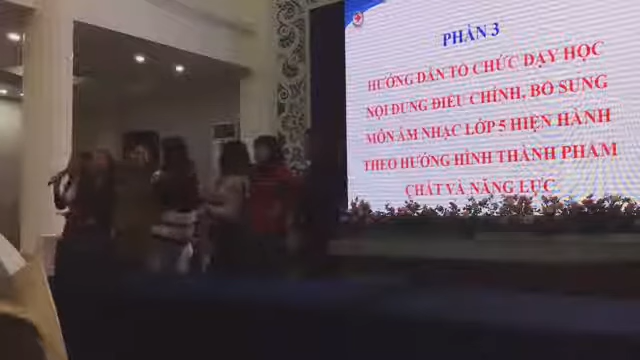 PHẦN 3
HƯỚNG DẪN TỔ CHỨC DẠY HỌC
NỘI DUNG ĐIỀU CHỈNH, BỔ SUNG
MÔN ÂM NHẠC LỚP 5 HIỆN HÀNH
THEO HƯỚNG HÌNH THÀNH PHẨM
CHẤT VÀ NĂNG LỰC